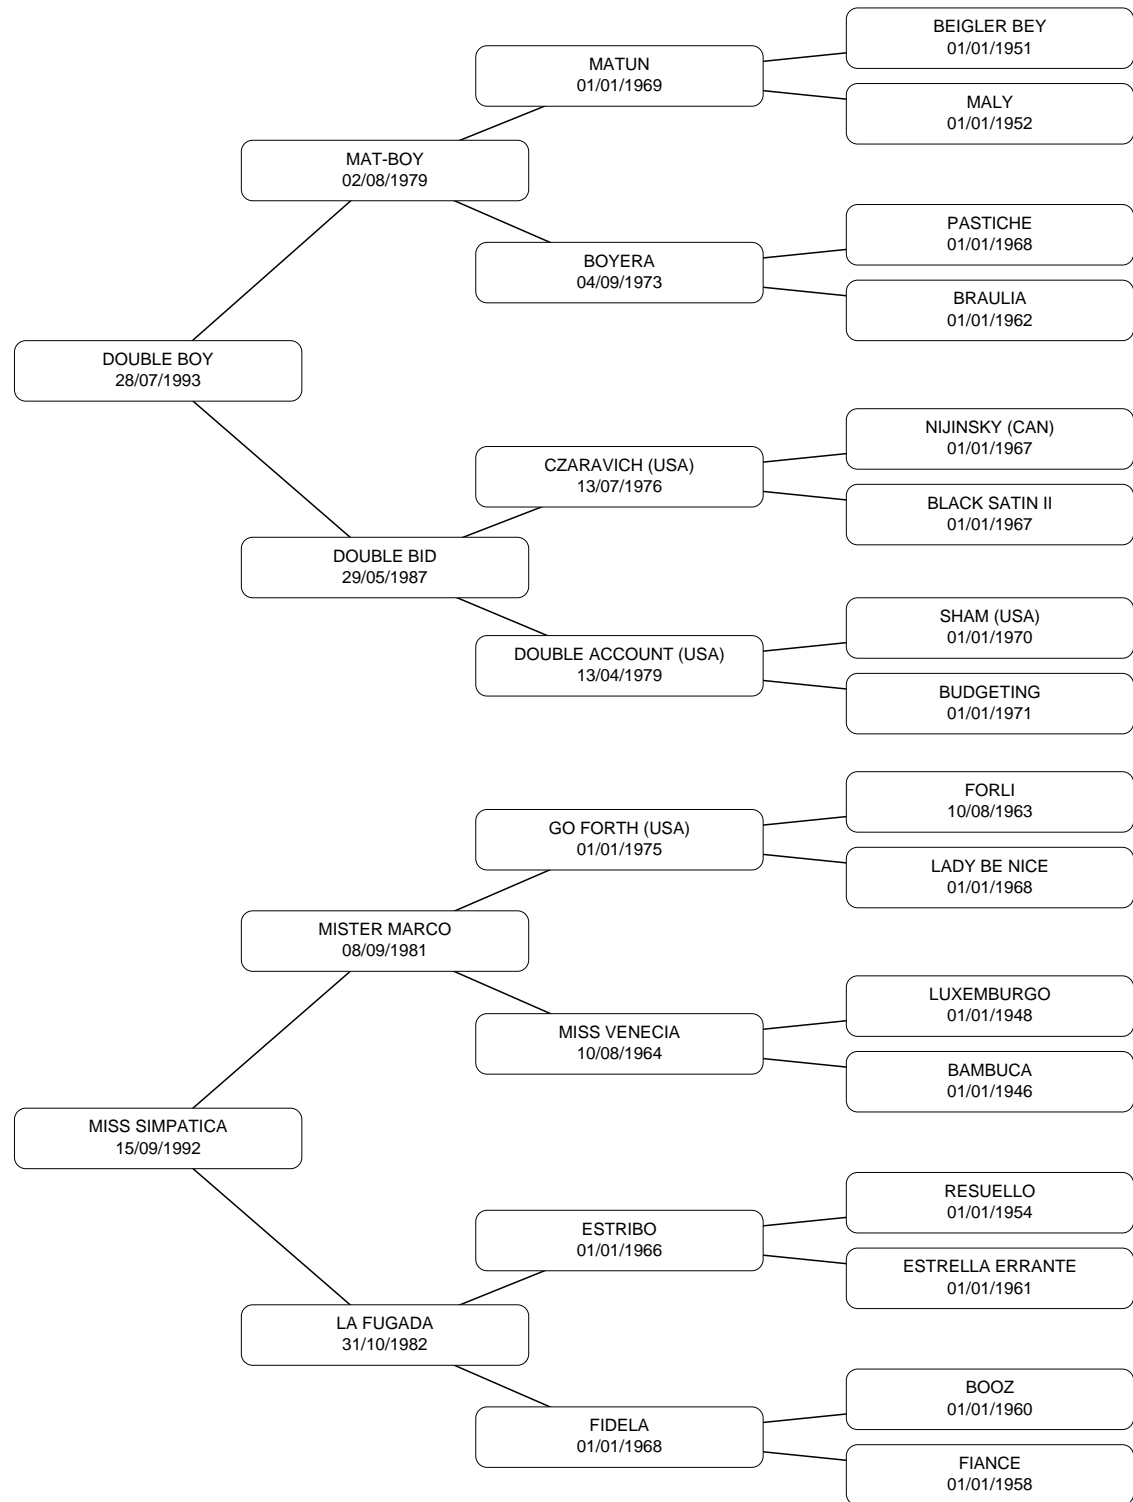 BEIGLER BEY
01/01/1951
MATUN
01/01/1969
MALY
01/01/1952
MAT-BOY
02/08/1979
PASTICHE
01/01/1968
BOYERA
04/09/1973
BRAULIA
01/01/1962
DOUBLE BOY
28/07/1993
NIJINSKY (CAN)
01/01/1967
CZARAVICH (USA)
13/07/1976
BLACK SATIN II
01/01/1967
DOUBLE BID
29/05/1987
SHAM (USA)
01/01/1970
DOUBLE ACCOUNT (USA)
13/04/1979
BUDGETING
01/01/1971
FORLI
10/08/1963
GO FORTH (USA)
01/01/1975
LADY BE NICE
01/01/1968
MISTER MARCO
08/09/1981
LUXEMBURGO
01/01/1948
MISS VENECIA
10/08/1964
BAMBUCA
01/01/1946
MISS SIMPATICA
15/09/1992
RESUELLO
01/01/1954
ESTRIBO
01/01/1966
ESTRELLA ERRANTE
01/01/1961
LA FUGADA
31/10/1982
BOOZ
01/01/1960
FIDELA
01/01/1968
FIANCE
01/01/1958